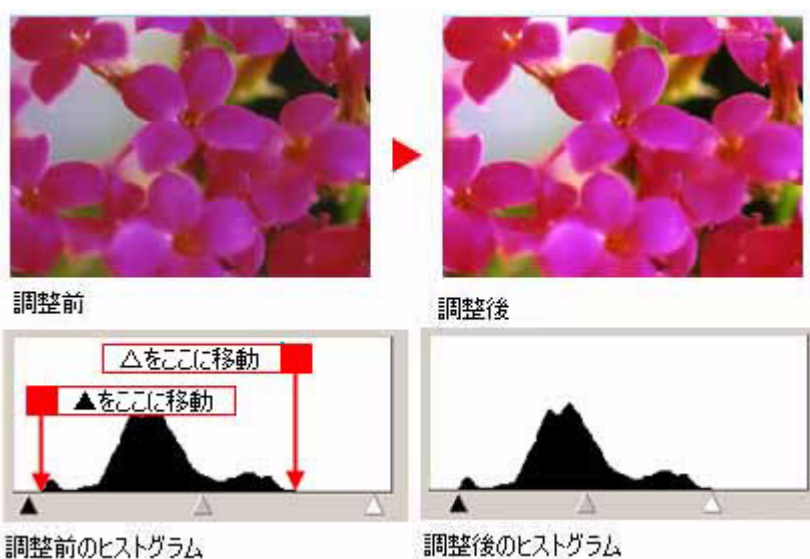 調整前
調整後
△をここに移動
▲をここに移動
調整前のヒストグラム
調整後のヒストグラム